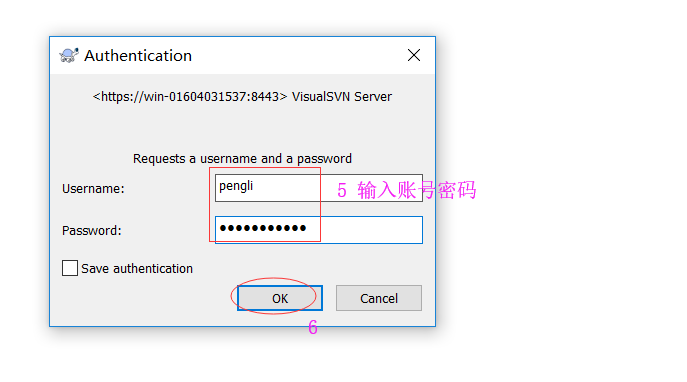 Authentication
<https://win-01604031537:8443> VisualSVN Server
Requests a username and a password
Username:
pengli
5 输入账号密码
Password:
●●●●●●●●●●●
Save authentication
OK
Cancel
6